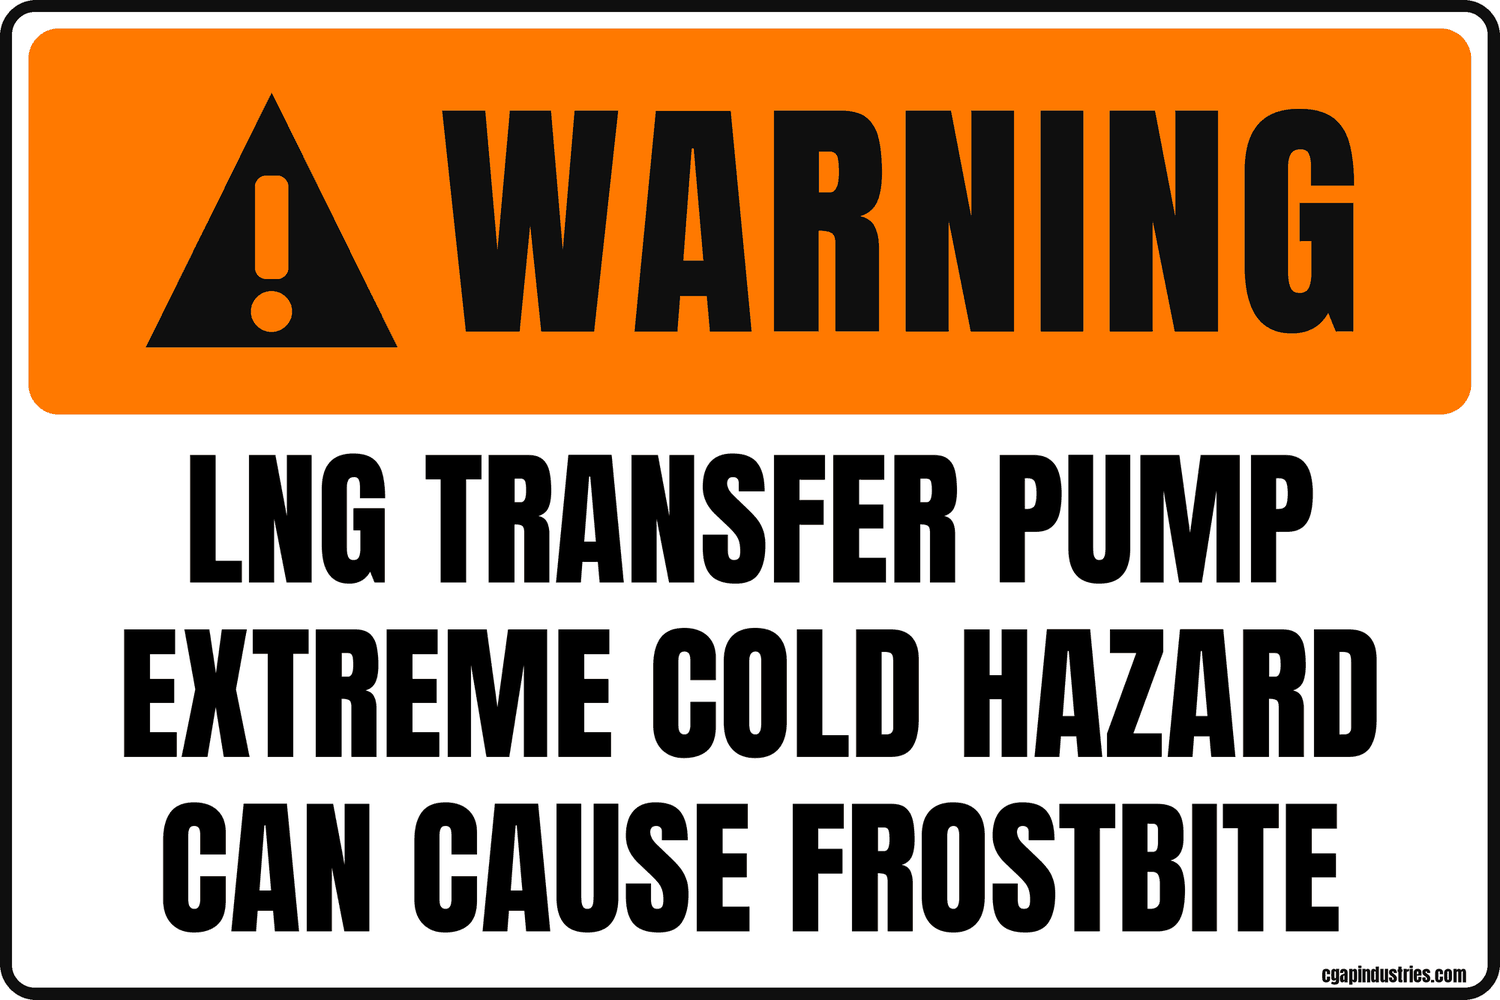 WARNING
LNG TRANSFER PUMP
EXTREME COLD HAZARD
CAN CAUSE FROSTBITE
cgapindustries.com